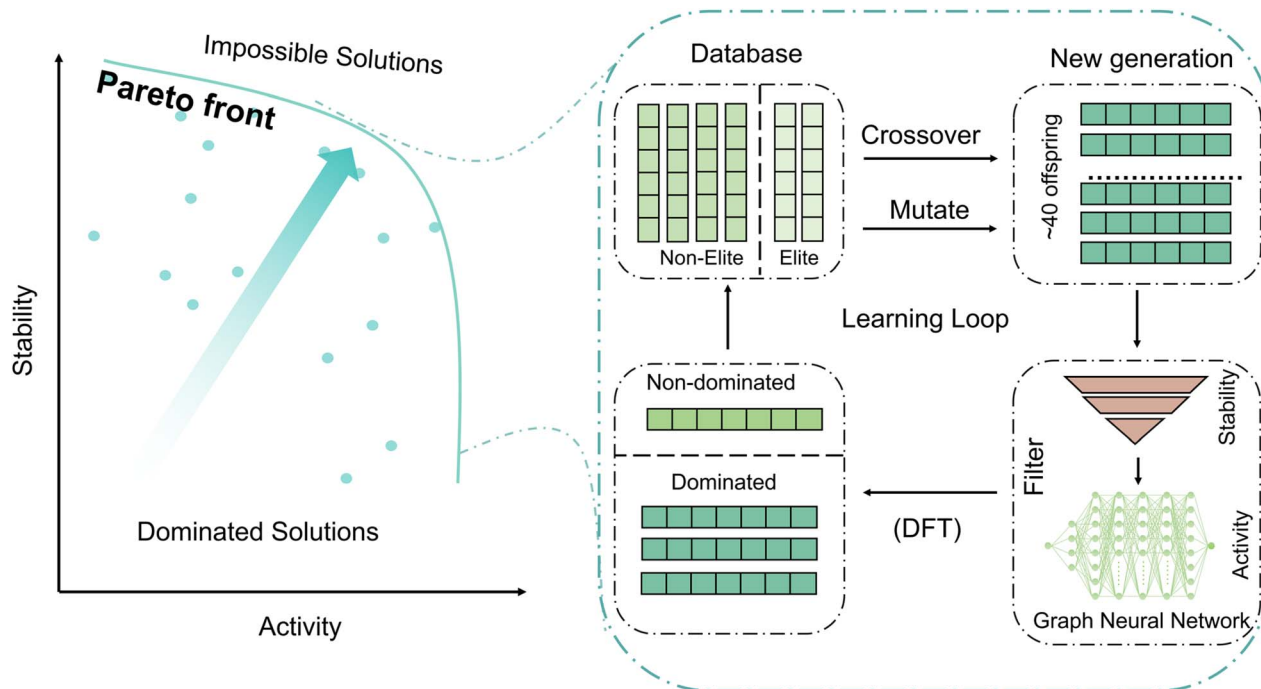 Impossible Solutions
Pareto front
Stability
Dominated Solutions
Activity
Database
Non-Elite
Elite
Crossover
Mutate
New generation
~40 offspring
Learning Loop
Filter
Stability
Activity
Graph Neural Network
(DFT)
Non-dominated
Dominated